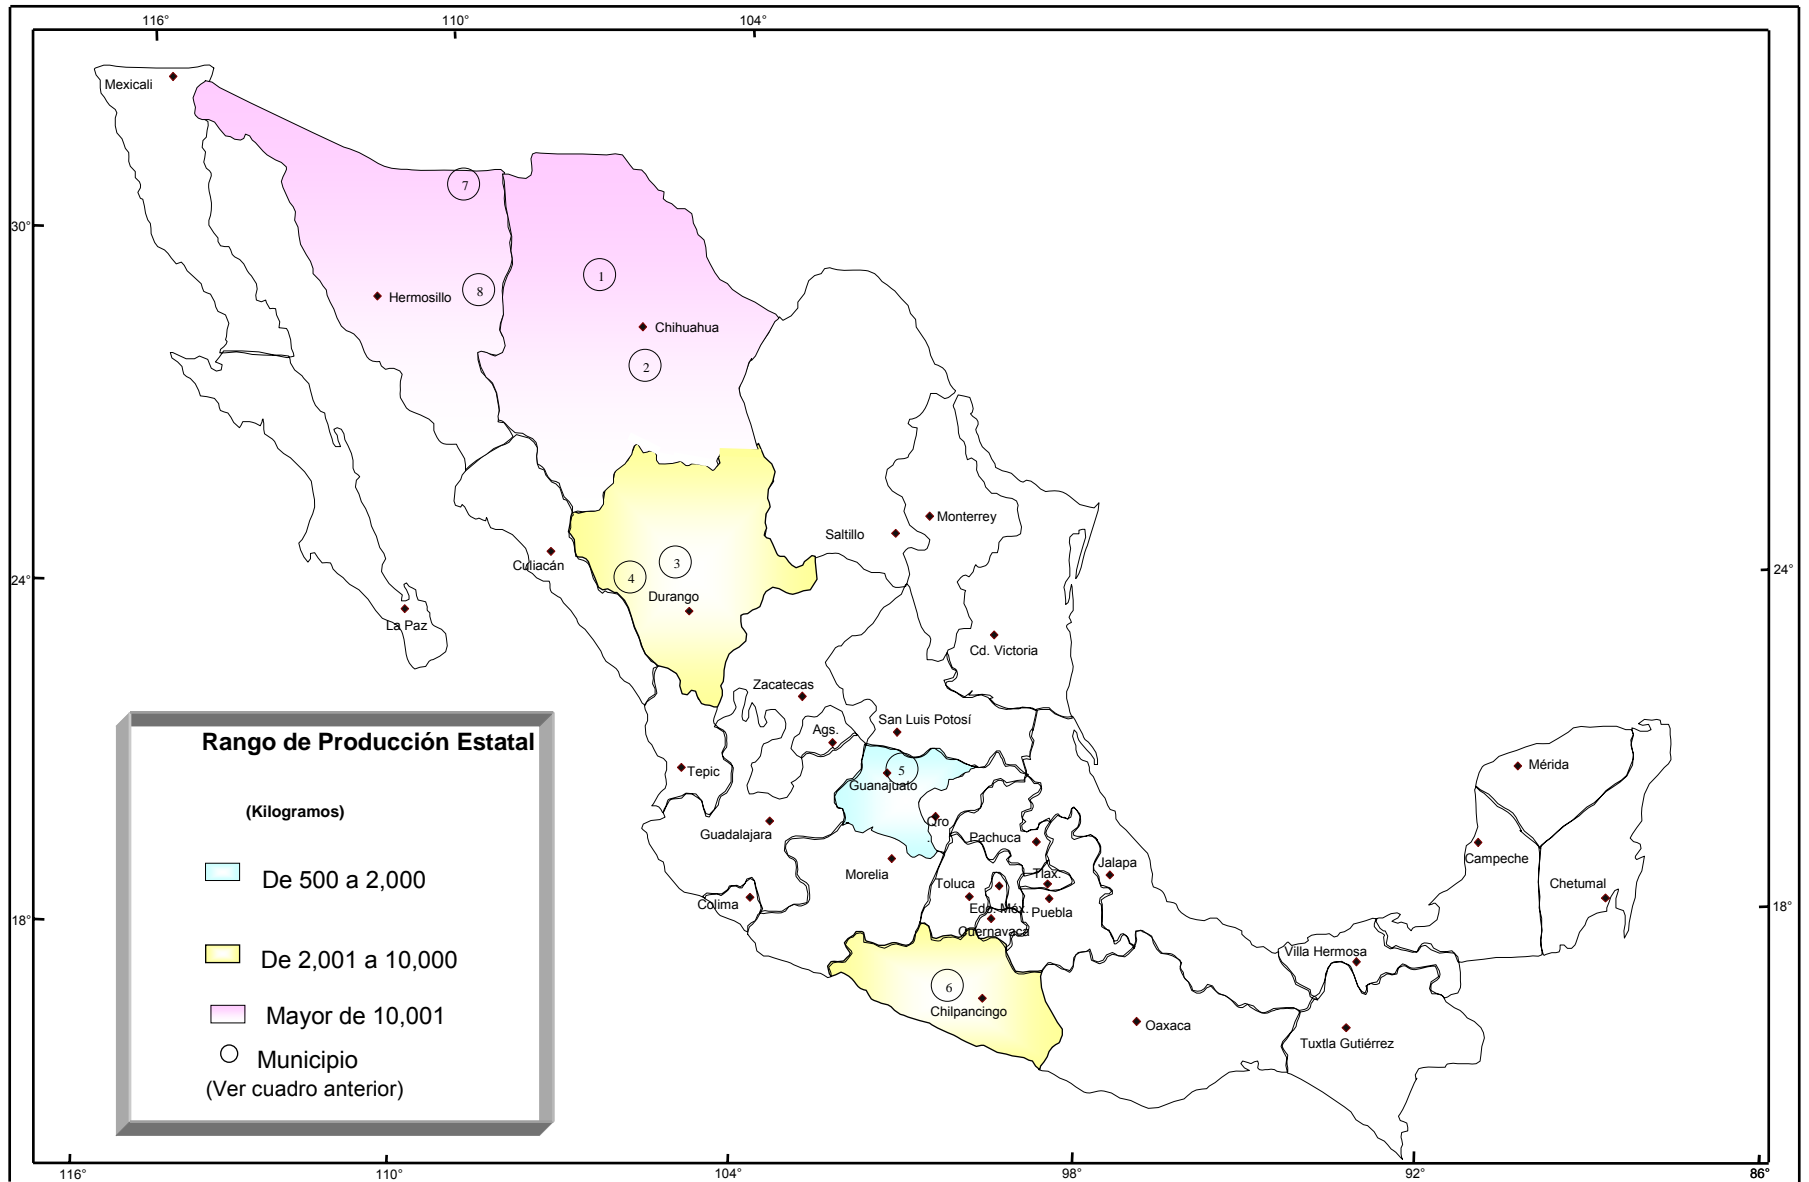 116°
110°
104°
Mexicali
7
30°
1
8
Hermosillo
Chihuahua
2
Monterrey
Saltillo
Culiacán
3
4
24°
24°
Durango
La Paz
Cd. Victoria
Zacatecas
San Luis Potosí
Ags.
Rango de Producción Estatal
Tepic
5
Mérida
Guanajuato
(Kilogramos)
Qro
.
Guadalajara
Pachuca
Campeche
Jalapa
Morelia
Tlax.
De 500 a 2,000
Toluca
Chetumal
Colima
Edo. Méx.
Puebla
18°
18°
Cuernavaca
Villa Hermosa
De 2,001 a 10,000
6
Chilpancingo
Mayor de 10,001
Oaxaca
Tuxtla Gutiérrez
Municipio
(Ver cuadro anterior)
116°
110°
104°
98°
92°
86°